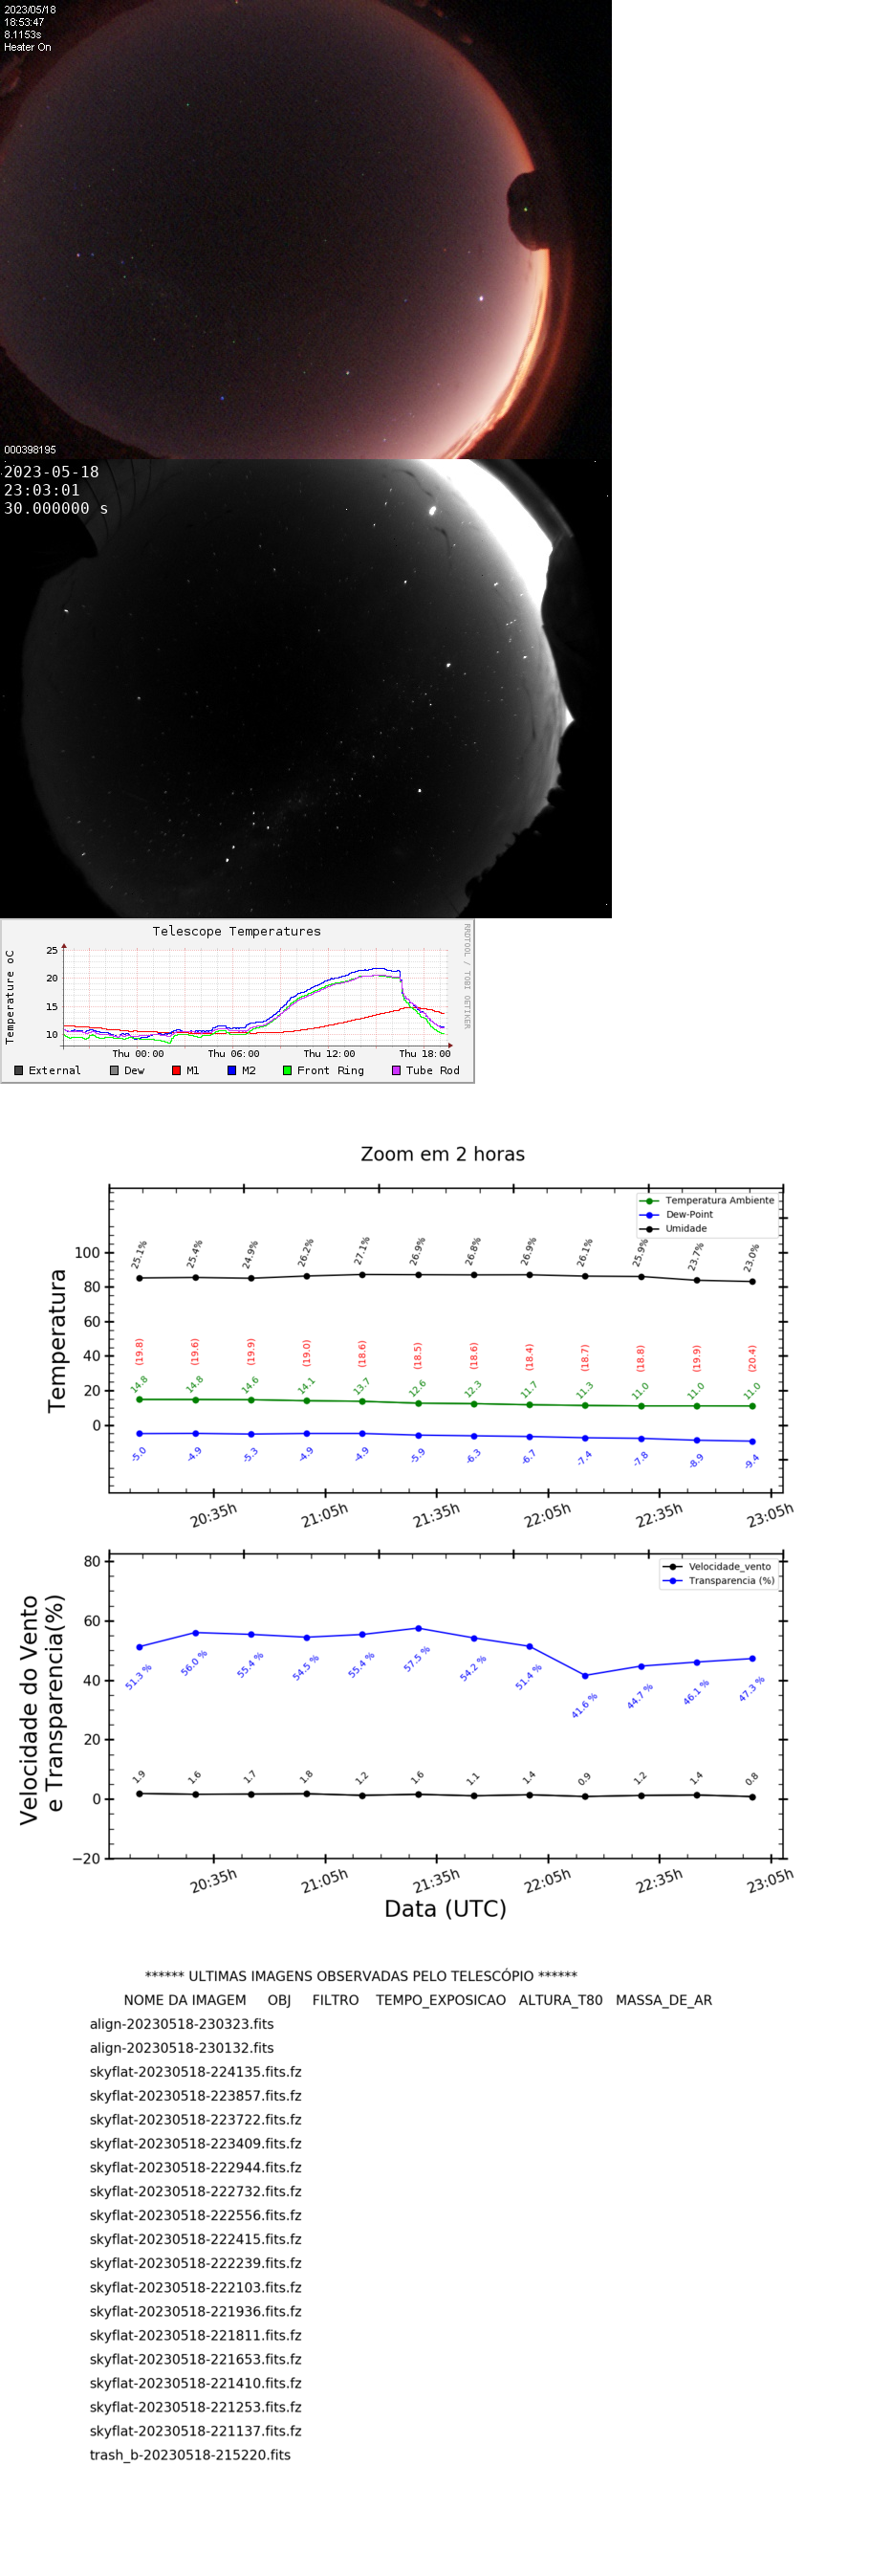 2023/05/18
18:53:47
8.1153s
Heater On
000398195
2023-05-18
23:03:01
30.000000 s
Telescope Temperatures
RRDTOOL / TOBI OETIKER
Temperature oC
25
20
15
10
Thu 00:00 Thu 06:00 Thu 12:00 Thu 18:00
External Dew M1 M2 Front Ring Tube Rod
Zoom em 2 horas
Temperatura Ambiente
Dew-Point
Umidade
Temperatura
100
80
60
40
20
0
25.1% 25.4% 24.9% 26.2% 27.1% 26.9% 26.8% 26.9% 26.1% 25.9% 23.7% 23.0%
(19.8) (19.6) (19.9) (19.0) (18.6) (18.5) (18.6) (18.4) (18.7) (18.8) (19.9) (20.4)
14.8 14.8 14.6 14.1 13.7 12.6 12.3 11.7 11.3 11.0 11.0 11.0
-5.0 -4.9 -5.3 -4.9 -4.9 -5.9 -6.3 -6.7 -7.4 -7.8 -8.9 -9.4
20:35h 21:05h 21:35h 22:05h 22:35h 23:05h
Velocidade_vento
Transparencia (%)
Velocidade do Vento
e Transparencia(%)
80
60
40
20
0
−20
51.3 % 56.0 % 55.4 % 54.5 % 55.4 % 57.5 % 54.2 % 51.4 % 41.6 % 44.7 % 46.1 % 47.3 %
1.9 1.6 1.7 1.8 1.2 1.6 1.1 1.4 0.9 1.2 1.4 0.8
20:35h 21:05h 21:35h 22:05h 22:35h 23:05h
Data (UTC)
****** ULTIMAS IMAGENS OBSERVADAS PELO TELESCÓPIO ******
NOME DA IMAGEM OBJ FILTRO TEMPO_EXPOSICAO ALTURA_T80 MASSA_DE_AR
align-20230518-230323.fits
align-20230518-230132.fits
skyflat-20230518-224135.fits.fz
skyflat-20230518-223857.fits.fz
skyflat-20230518-223722.fits.fz
skyflat-20230518-223409.fits.fz
skyflat-20230518-222944.fits.fz
skyflat-20230518-222732.fits.fz
skyflat-20230518-222556.fits.fz
skyflat-20230518-222415.fits.fz
skyflat-20230518-222239.fits.fz
skyflat-20230518-222103.fits.fz
skyflat-20230518-221936.fits.fz
skyflat-20230518-221811.fits.fz
skyflat-20230518-221653.fits.fz
skyflat-20230518-221410.fits.fz
skyflat-20230518-221253.fits.fz
skyflat-20230518-221137.fits.fz
trash_b-20230518-215220.fits